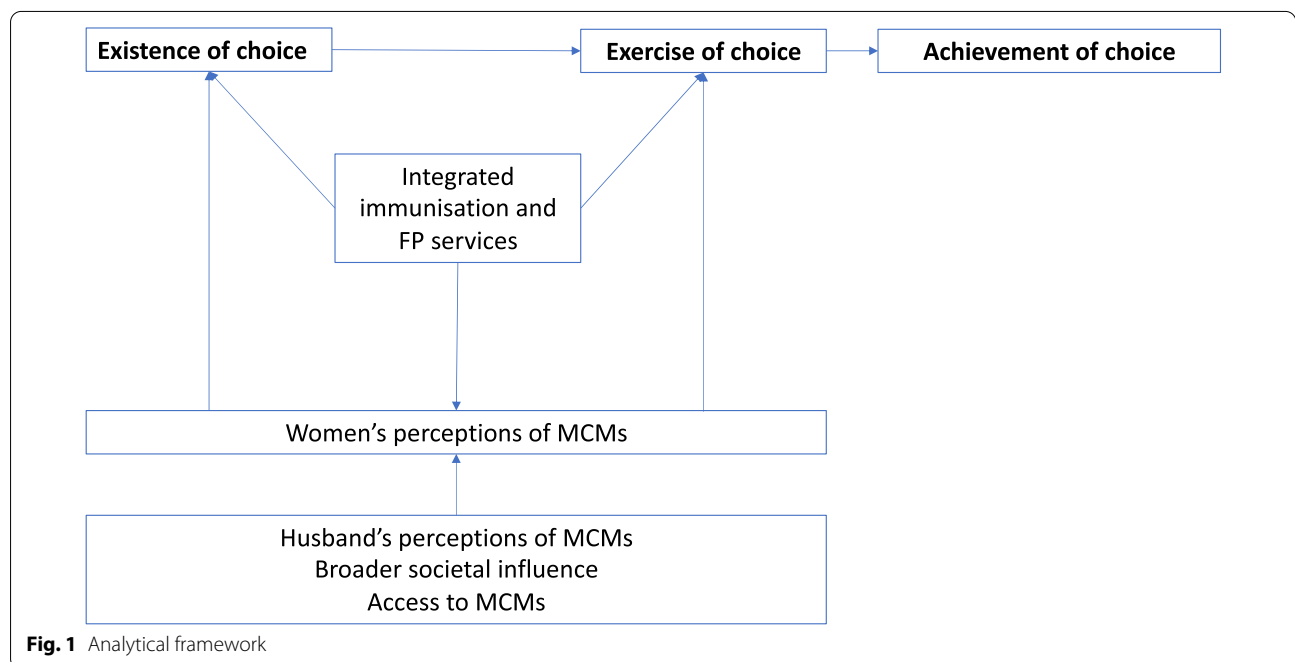 Existence of choice
Exercise of choice
Achievement of choice
Integrated
immunisation and
FP services
Women’s perceptions of MCMs
Husband’s perceptions of MCMs
Broader societal influence
Access to MCMs
Fig. 1 Analytical framework